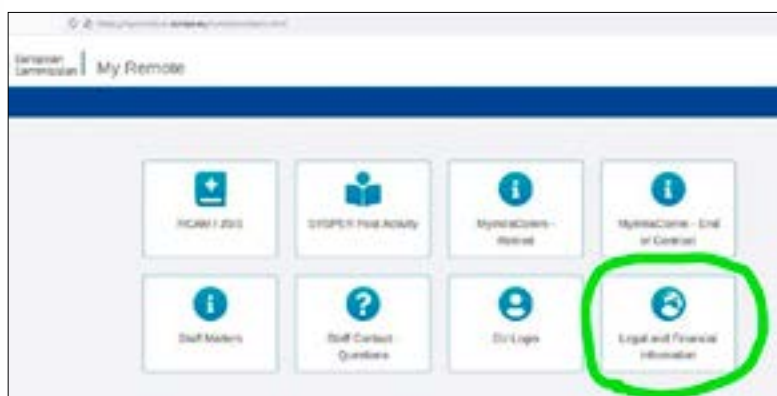 European
Commission
My Remote
SYSPER Post Activity
MyIntraComm -
Retired
MyIntraComm - End
of Contract
Staff Matters
Staff Contact -
Questions
EU Login
Legal and Financial
Information